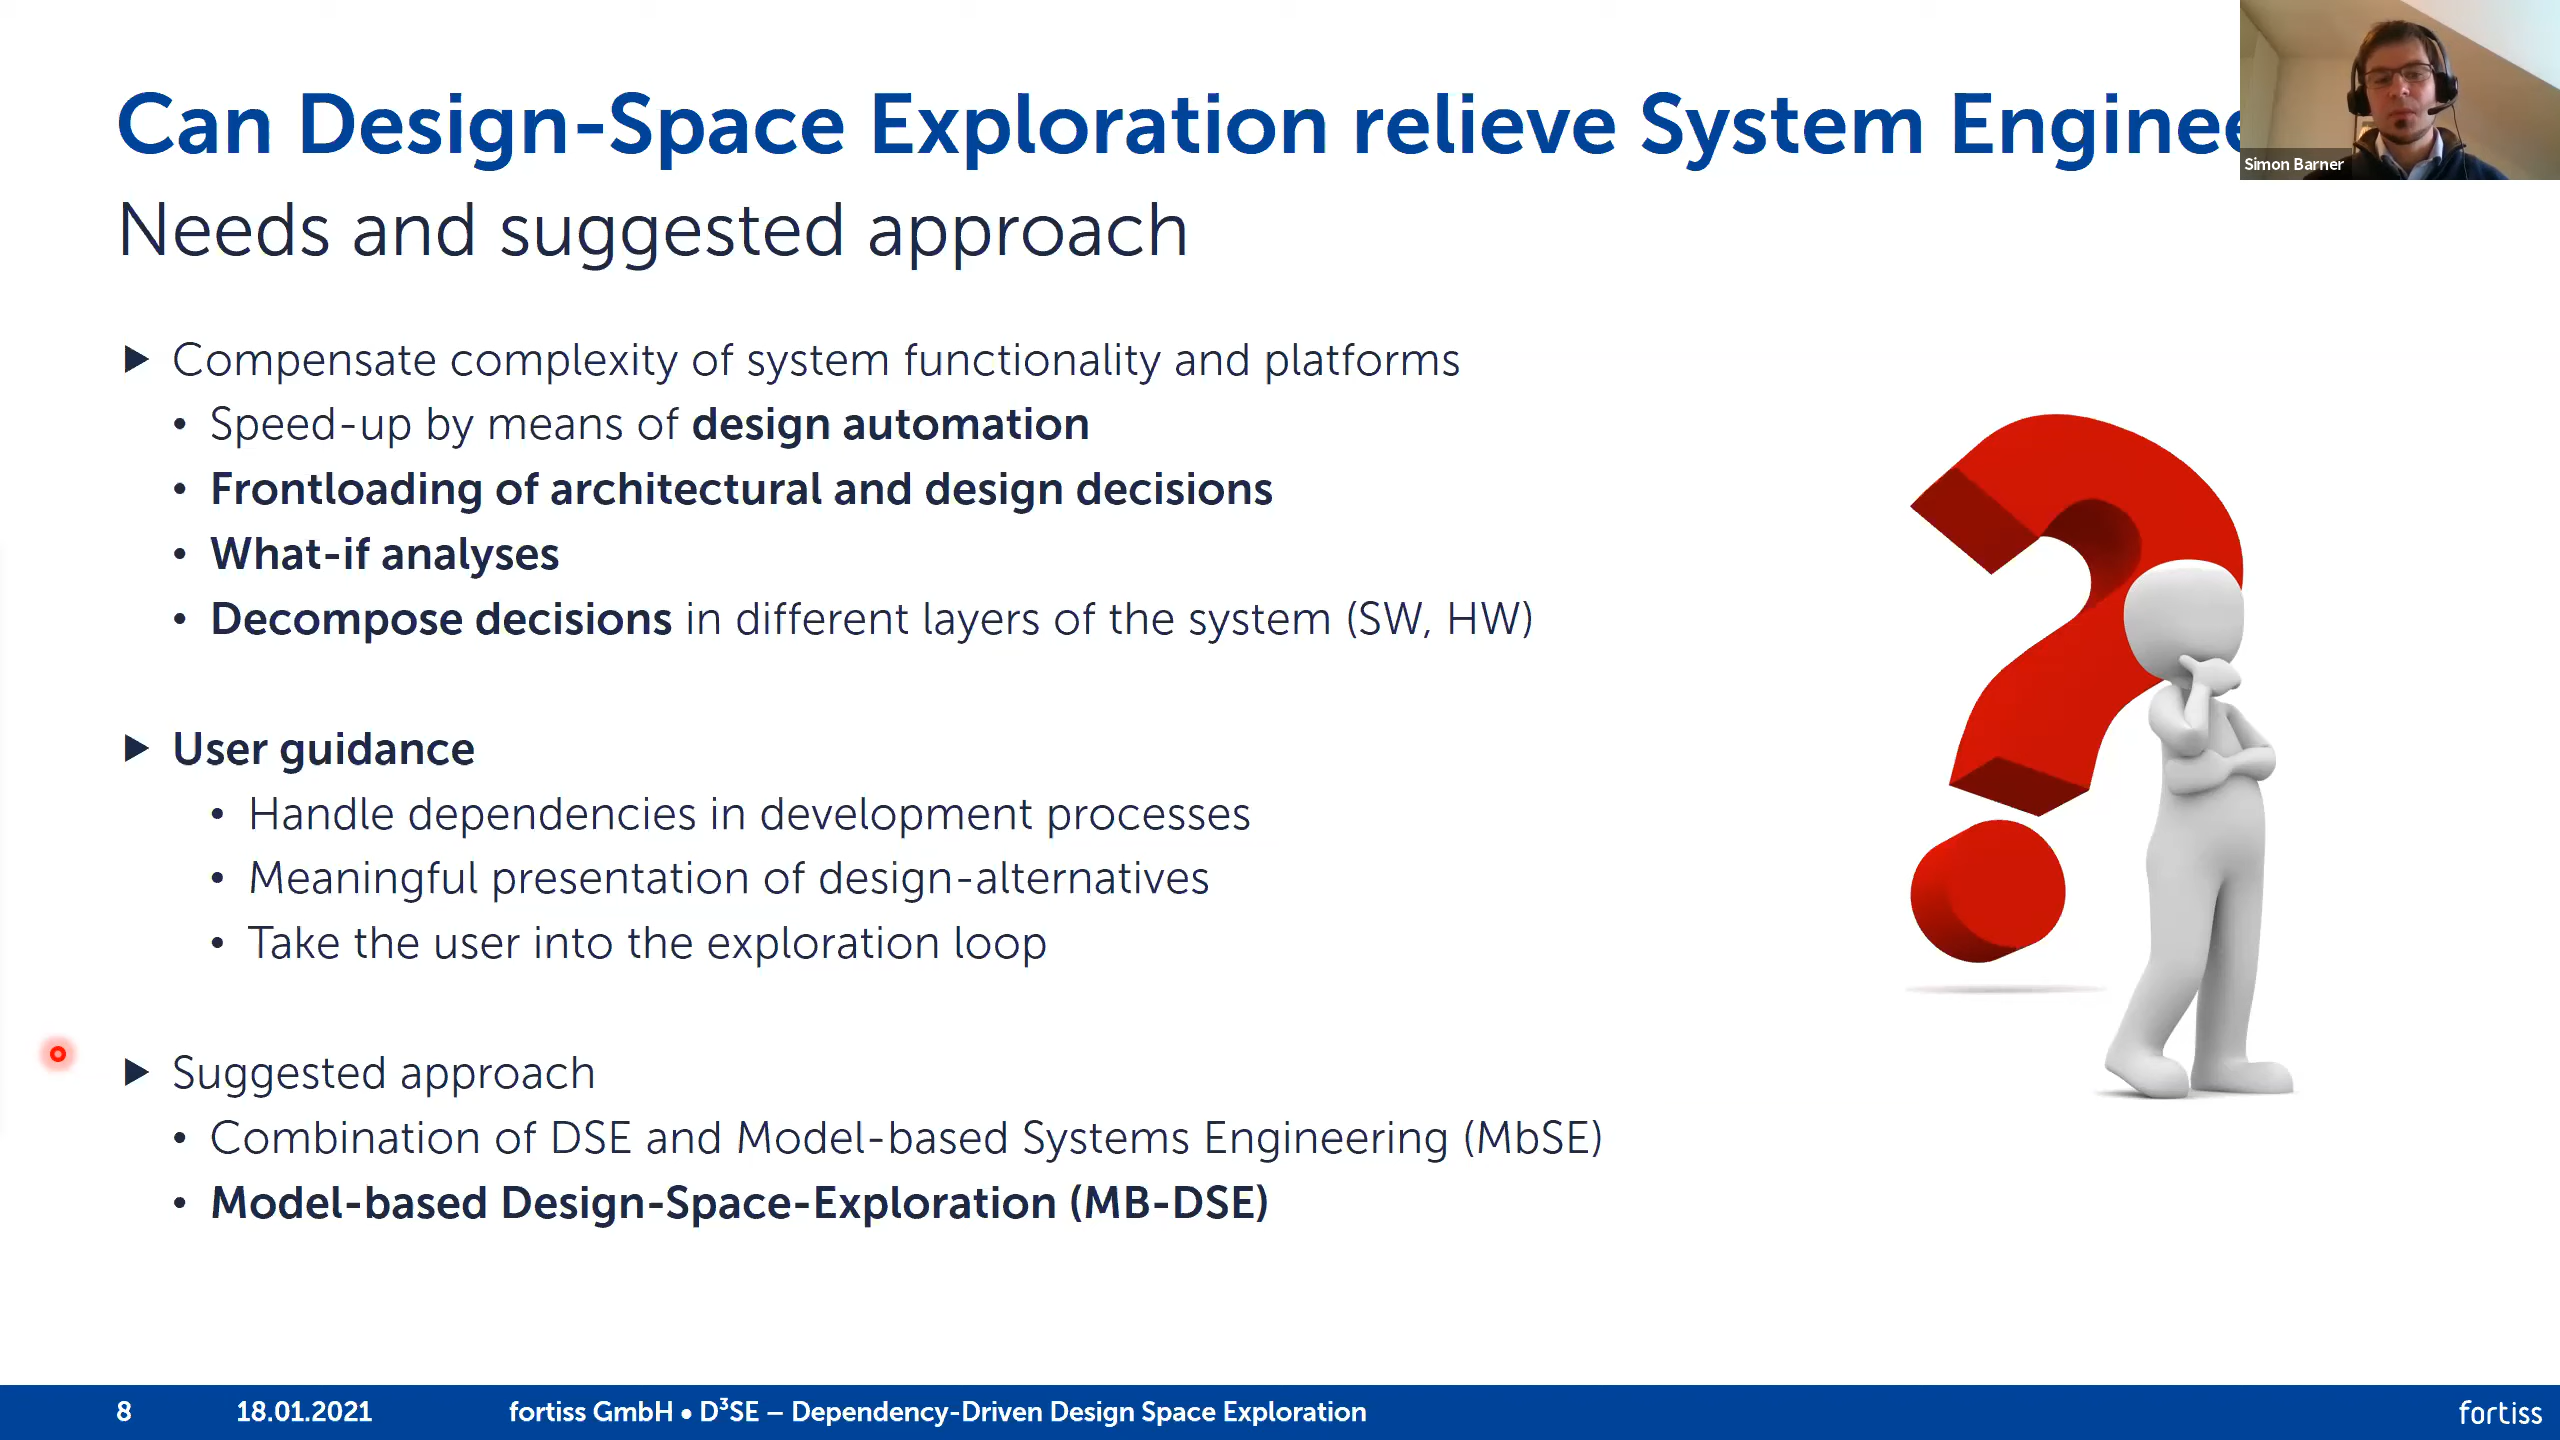 Can Design-Space Exploration relieve System
Simon Barner
Needs and suggested approach
Compensate complexity of system functionality and platforms
• Speed-up by means of design automation
• Frontloading of architectural and design decisions
• What-if analyses
• Decompose decisions in different layers of the system (SW, HW)
User guidance
• Handle dependencies in development processes
• Meaningful presentation of design-alternatives
• Take the user into the exploration loop
Suggested approach
• Combination of DSE and Model-based Systems Engineering (MbSE)
• Model-based Design-Space-Exploration (MB-DSE)
8 18.01.2021 fortiss GmbH • D³SE – Dependency-Driven Design Space Exploration fortiss